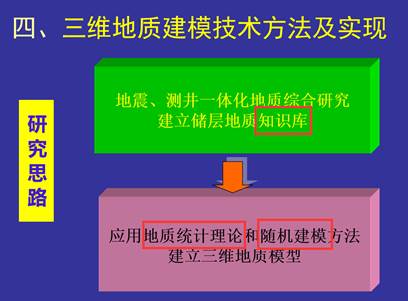 四、三维地质建模技术方法及实现
地震、测井一体化地质综合研究
建立储层地质知识库
研究思路
应用地质统计理论和随机建模方法
建立三维地质模型